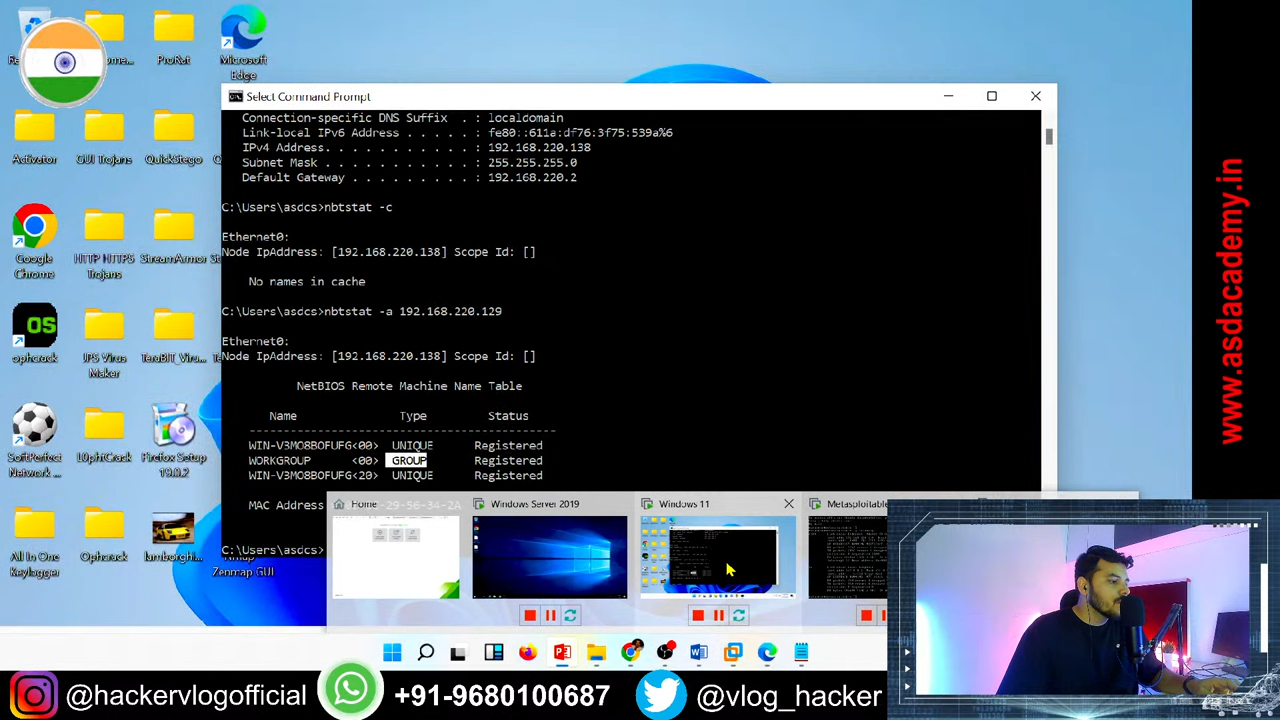 ProRat
Microsoft
Edge
Activator
GUI Trojans
QuickStego
Google
Chrome
HTTP HTTPS
Trojans
StreamArmor
ophcrack
JPS Virus
Maker
TeraBIT_Viru...
SoftPerfect
Network ...
L0phtCrack
Firefox Setup
19.0.2
All In One
Keylogger
Ophcrack
Zenmap GUI
Select Command Prompt
Connection-specific DNS Suffix . : localdomain
Link-local IPv6 Address . . . . . : fe80::611a:df76:3f75:539a%6
IPv4 Address. . . . . . . . . . . : 192.168.220.138
Subnet Mask . . . . . . . . . . . : 255.255.255.0
Default Gateway . . . . . . . . . : 192.168.220.2
C:\Users\asdcs>nbtstat -c
Ethernet0:
Node IpAddress: [192.168.220.138] Scope Id: []
No names in cache
C:\Users\asdcs>nbtstat -a 192.168.220.129
Ethernet0:
Node IpAddress: [192.168.220.138] Scope Id: []
NetBIOS Remote Machine Name Table
Name Type Status
---------------------------------------------
WIN-V3MO8BOFUFG<00> UNIQUE Registered
WORKGROUP <00> GROUP Registered
WIN-V3MO8BOFUFG<20> UNIQUE Registered
MAC Address
C:\Users\asdcs>
Home
Windows Server 2019
Windows 11
Metasploitable
www.asdacademy.in
@hackervogofficial
+91-9680100687
@vlog_hacker